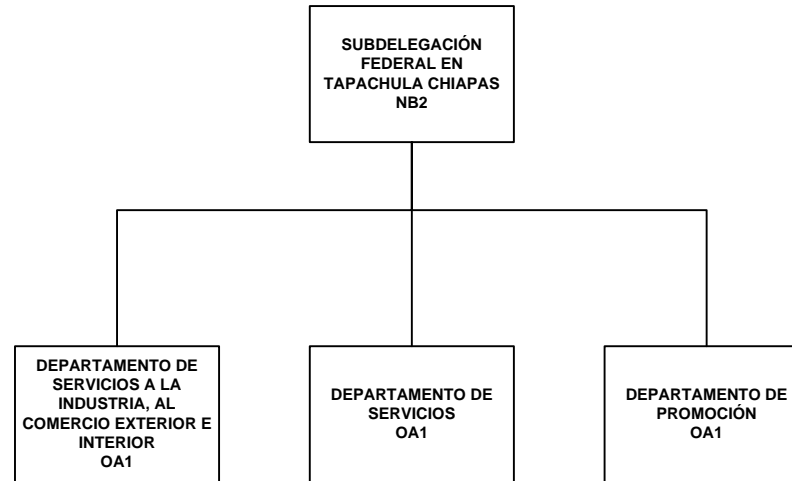 SUBDELEGACIÓN
FEDERAL EN
TAPACHULA CHIAPAS
NB2
DEPARTAMENTO DE
SERVICIOS A LA
INDUSTRIA, AL
COMERCIO EXTERIOR E
INTERIOR
OA1
DEPARTAMENTO DE
SERVICIOS
OA1
DEPARTAMENTO DE
PROMOCIÓN
OA1